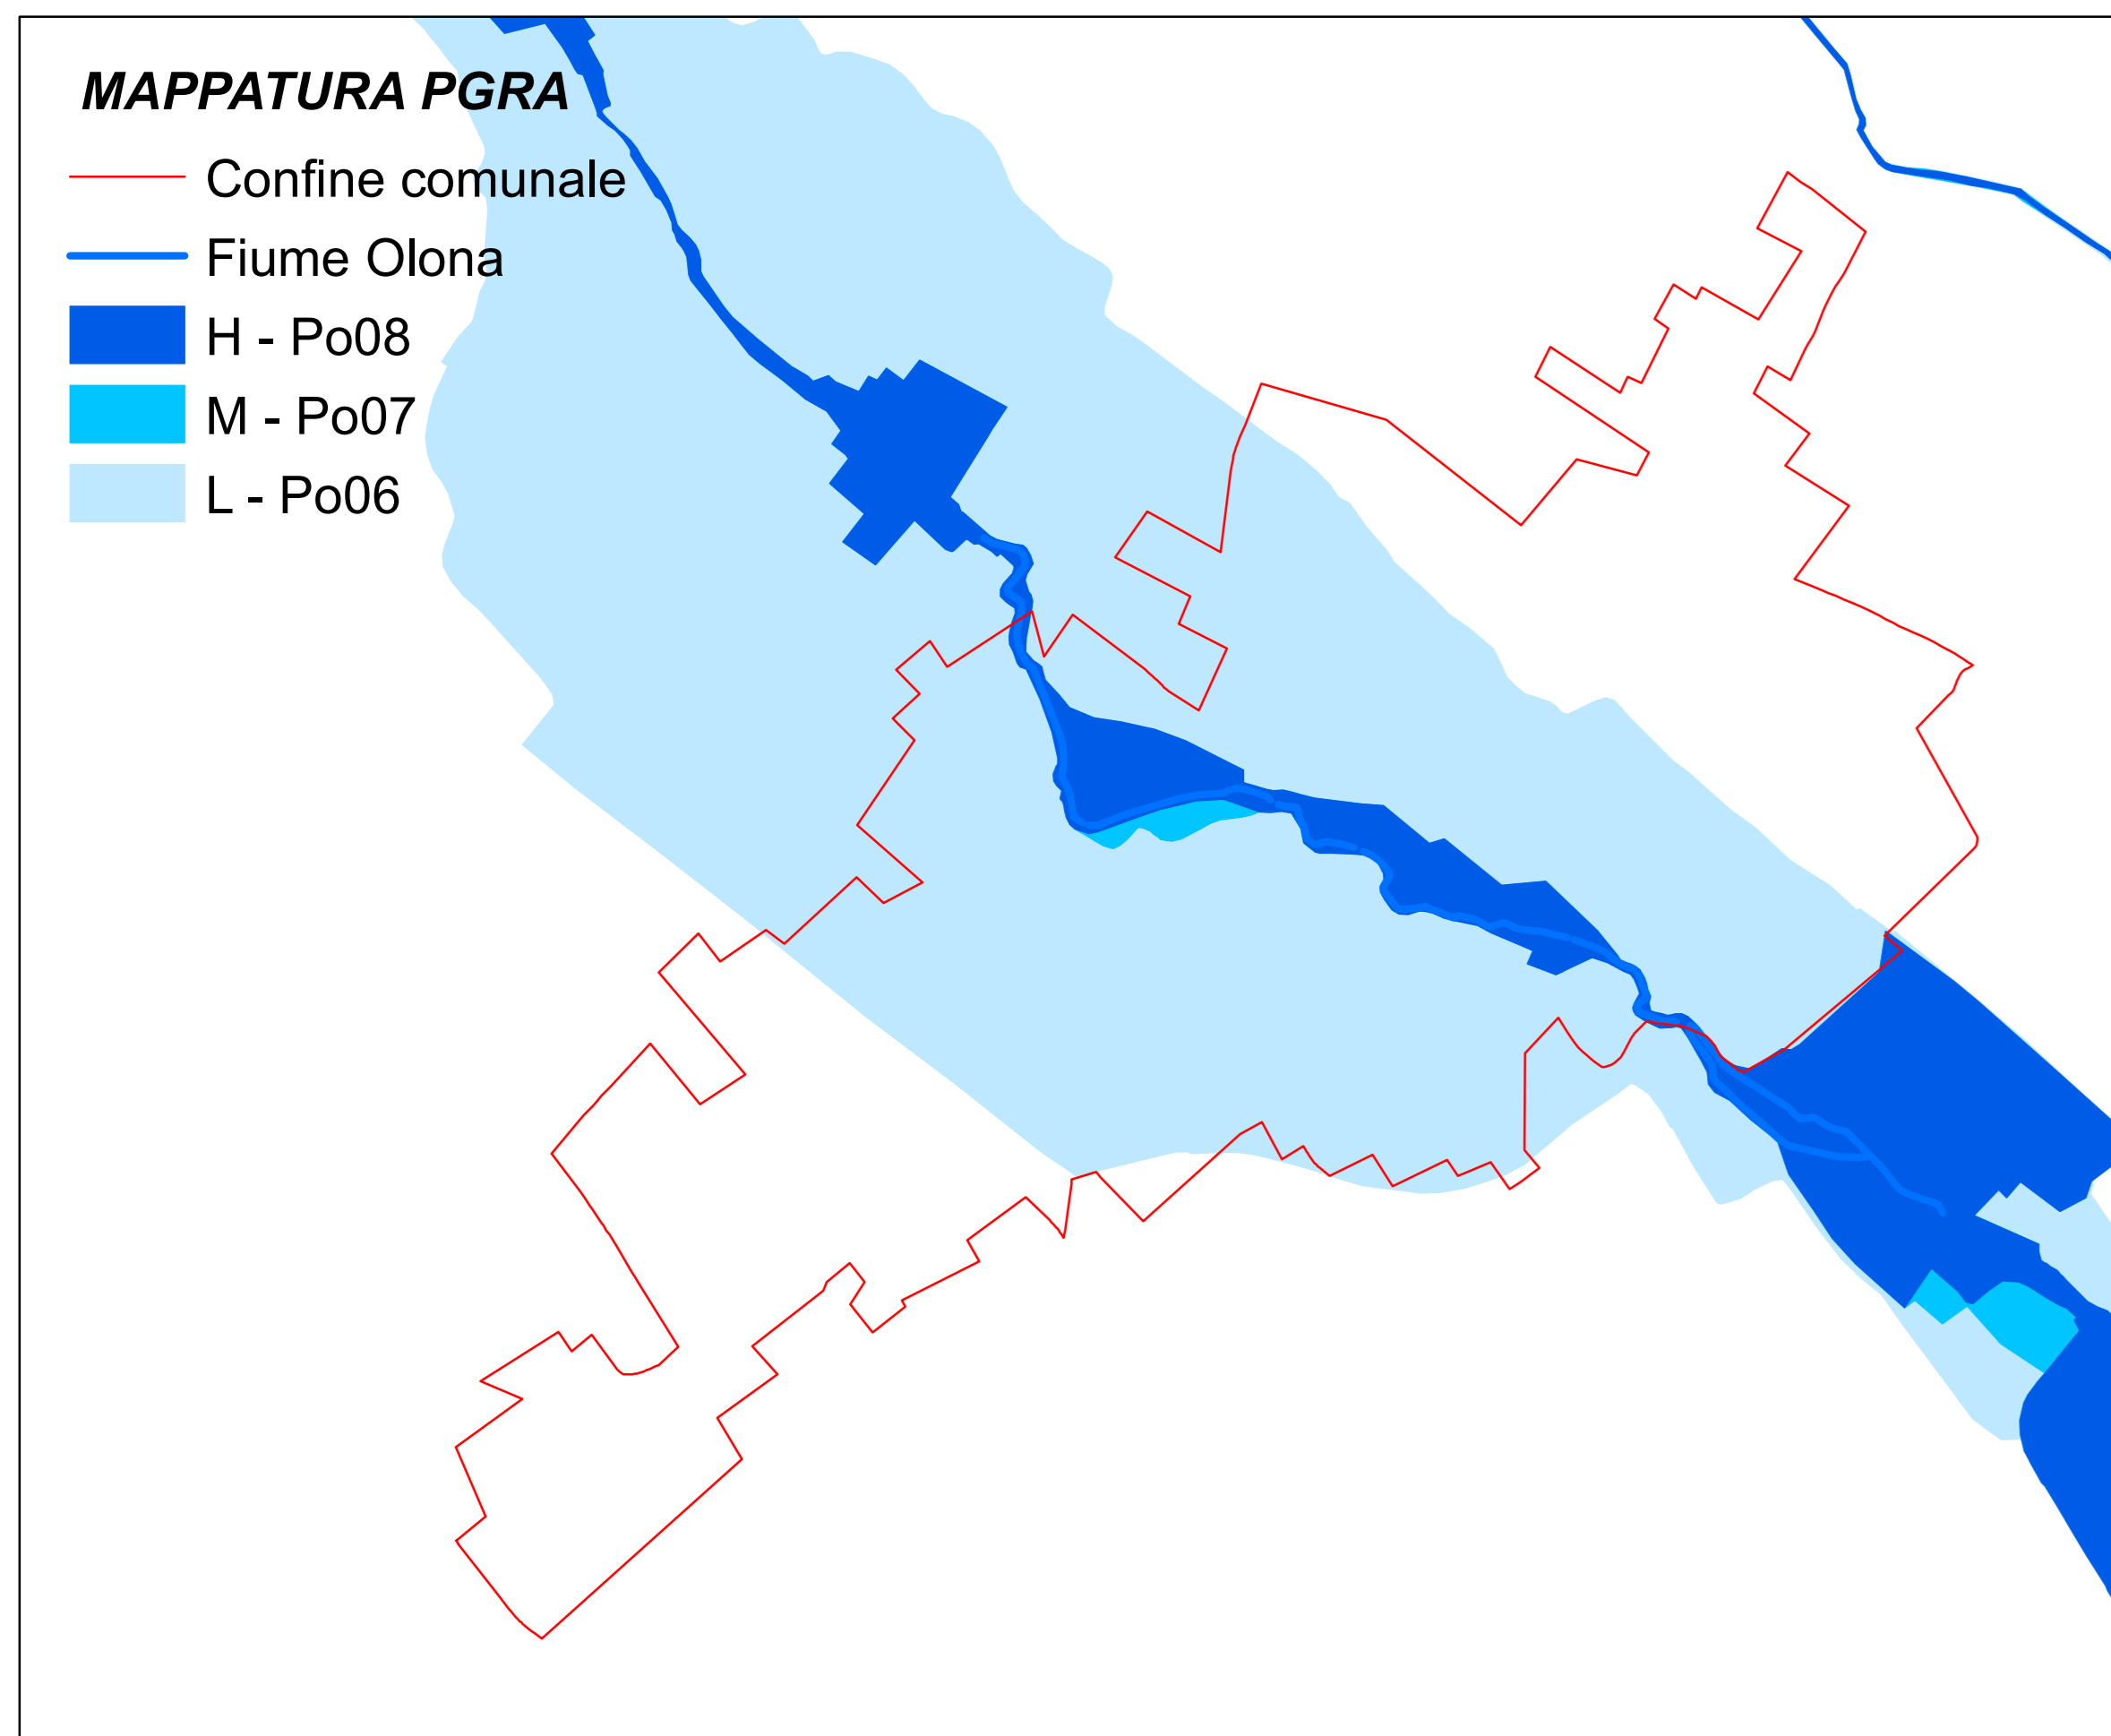 MAPPATURA PGRA
Confine comunale
Fiume Olona
H - Po08
M - Po07
L - Po06